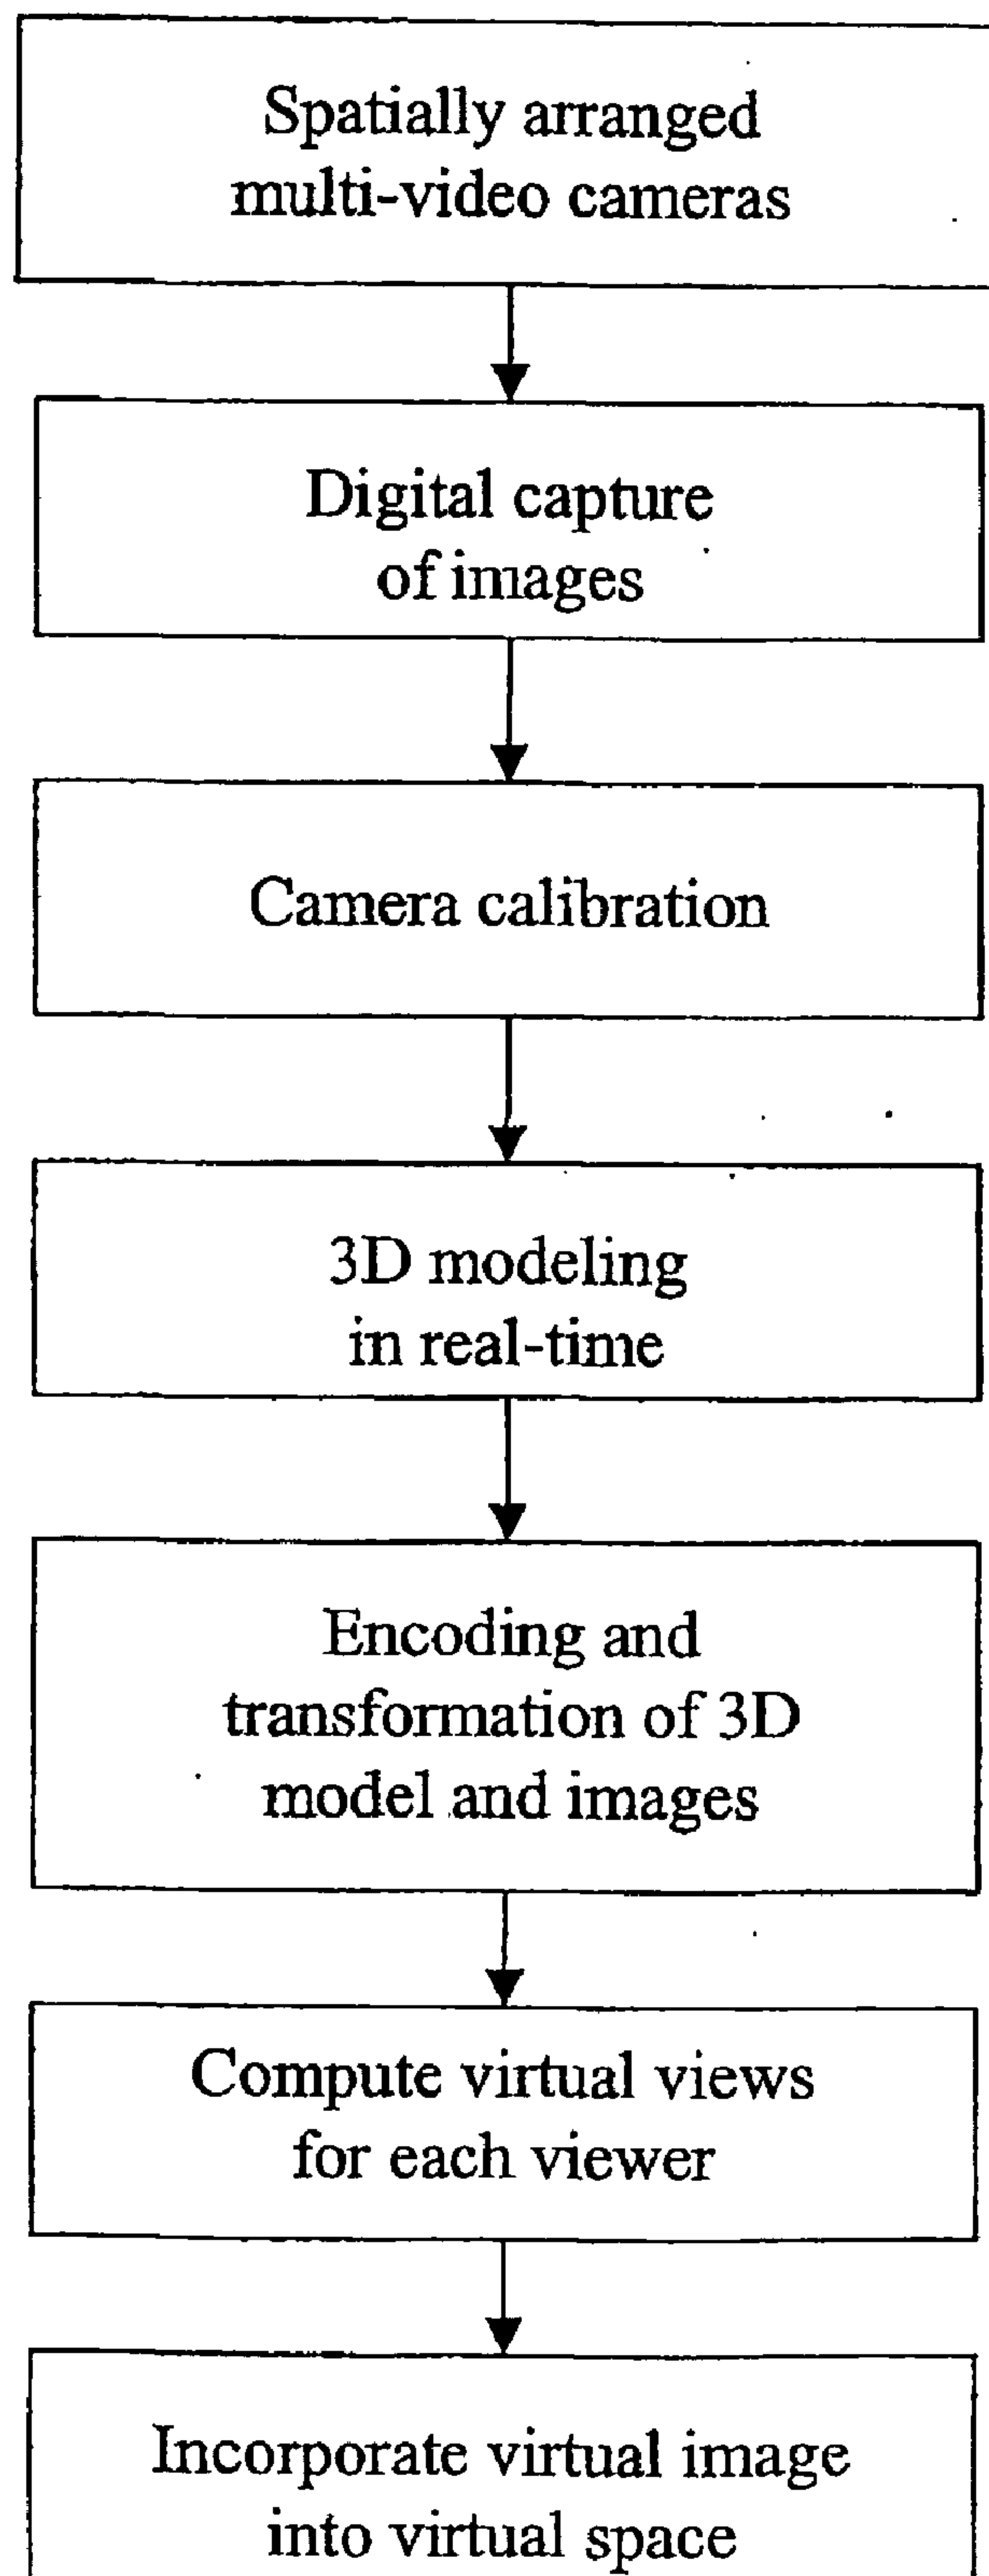 Spatially arranged
multi-video cameras
Digital capture
of images
Camera calibration
3D modeling
in real-time
Encoding and
transformation of 3D
model and images
Compute virtual views
for each viewer
Incorporate virtual image
into virtual space